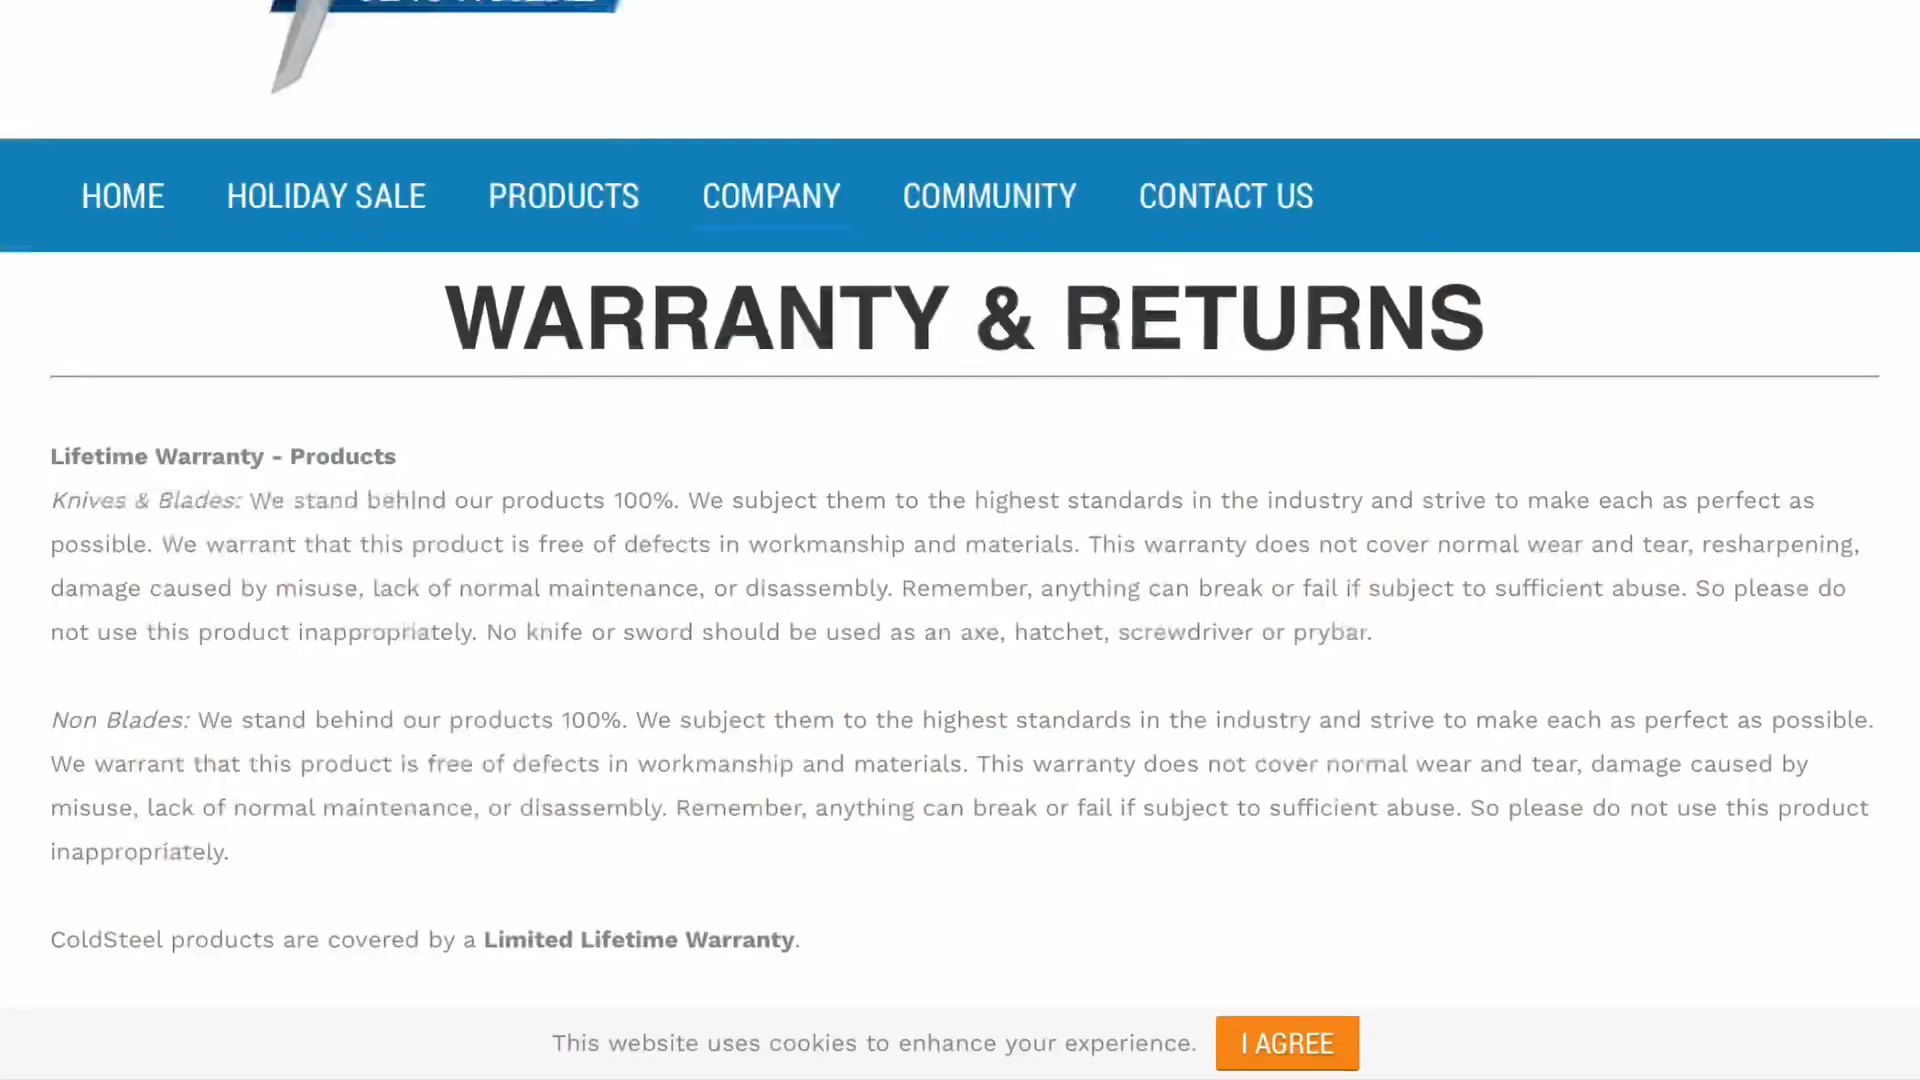 HOME HOLIDAY SALE PRODUCTS COMPANY COMMUNITY CONTACT US
WARRANTY & RETURNS
Lifetime Warranty - Products
Knives & Blades: We stand behind our products 100%. We subject them to the highest standards in the industry and strive to make each as perfect as
possible. We warrant that this product is free of defects in workmanship and materials. This warranty does not cover normal wear and tear, resharpening,
damage caused by misuse, lack of normal maintenance, or disassembly. Remember, anything can break or fail if subject to sufficient abuse. So please do
not use this product inappropriately. No knife or sword should be used as an axe, hatchet, screwdriver or prybar.
Non Blades: We stand behind our products 100%. We subject them to the highest standards in the industry and strive to make each as perfect as possible.
We warrant that this product is free of defects in workmanship and materials. This warranty does not cover normal wear and tear, damage caused by
misuse, lack of normal maintenance, or disassembly. Remember, anything can break or fail if subject to sufficient abuse. So please do not use this product
inappropriately.
ColdSteel products are covered by a Limited Lifetime Warranty.
This website uses cookies to enhance your experience. I AGREE